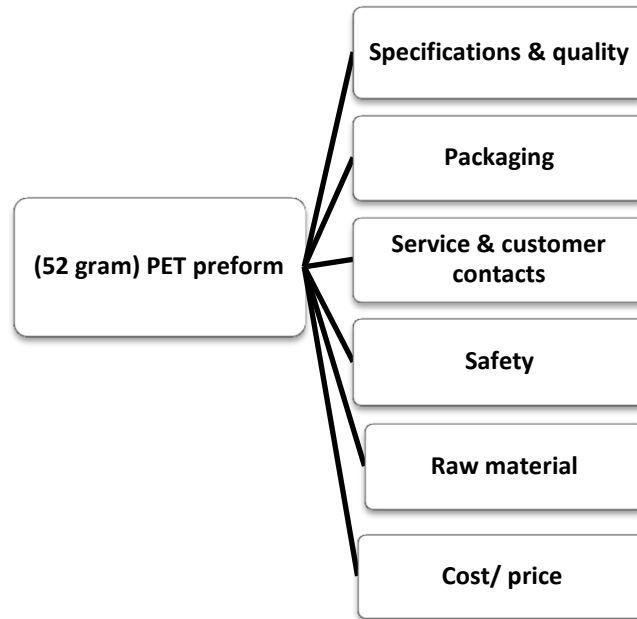 Specifications & quality
Packaging
(52 gram) PET preform
Service & customer
contacts
Safety
Raw material
Cost/ price